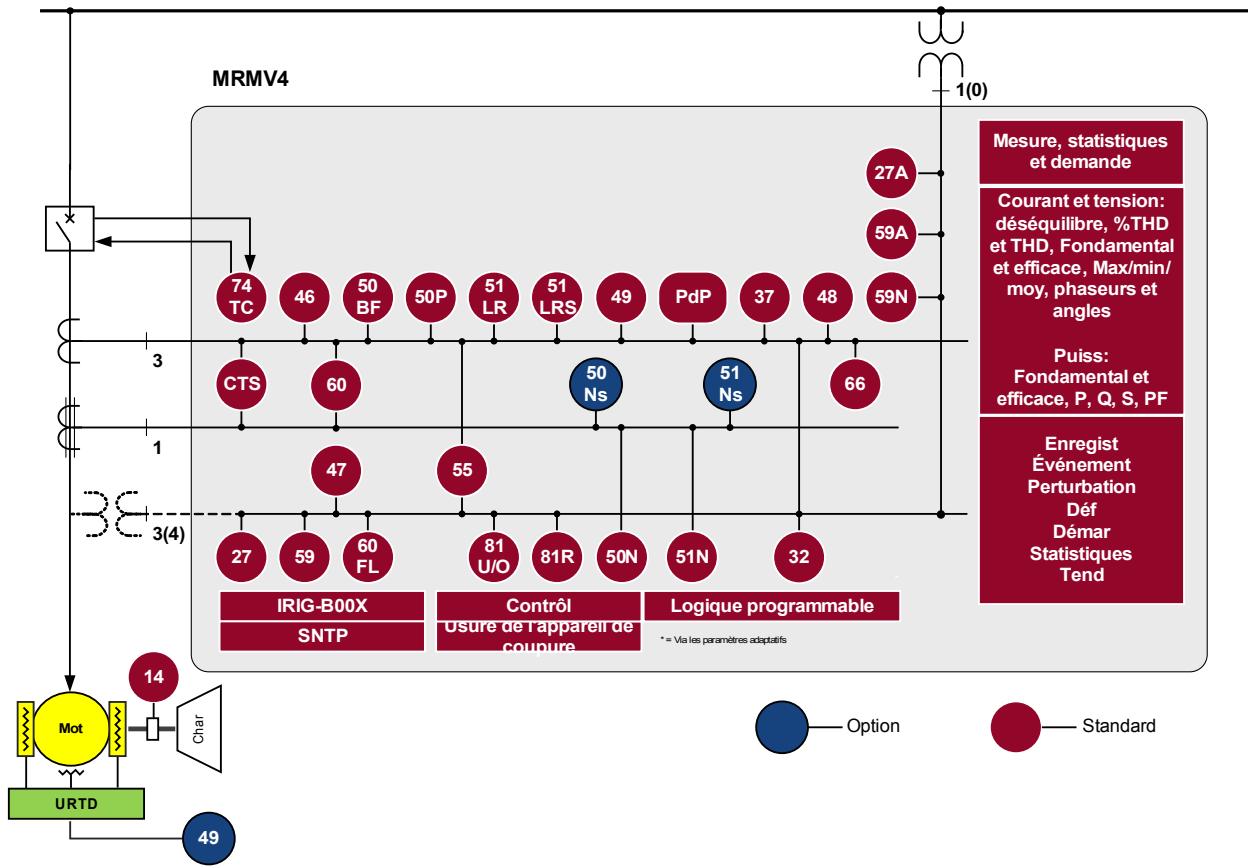 MRMV4
1(0)
27A
59A
59N
Mesure, statistiques
et demande
Courant et tension:
déséquilibre, %THD
et THD, Fondamental
et efficace, Max/min/
moy, phaseurs et
angles
Puiss:
Fondamental et
efficace, P, Q, S, PF
Enregist
Événement
Perturbation
Déf
Démar
Statistiques
Tend
74
TC
46
50
BF
50P
51
LR
51
LRS
49
PdP
37
48
3
CTS
60
50
Ns
51
Ns
66
1
47
55
3(4)
27
59
60
FL
81
U/O
81R
50N
51N
32
IRIG-B00X
SNTP
Contrôl
Usure de l'appareil de
coupure
Logique programmable
* = Via les paramètres adaptatifs
14
Mot
Char
URTD
49
Option
Standard